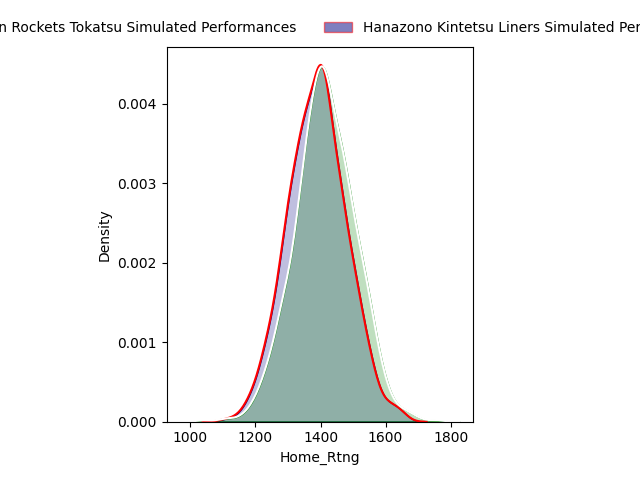 n Rockets Tokatsu Simulated Performances
Hanazono Kintetsu Liners Simulated Per
0.004
0.003
0.002
0.001
0.000
Density
1000 1200 1400 1600 1800
Home_Rtng